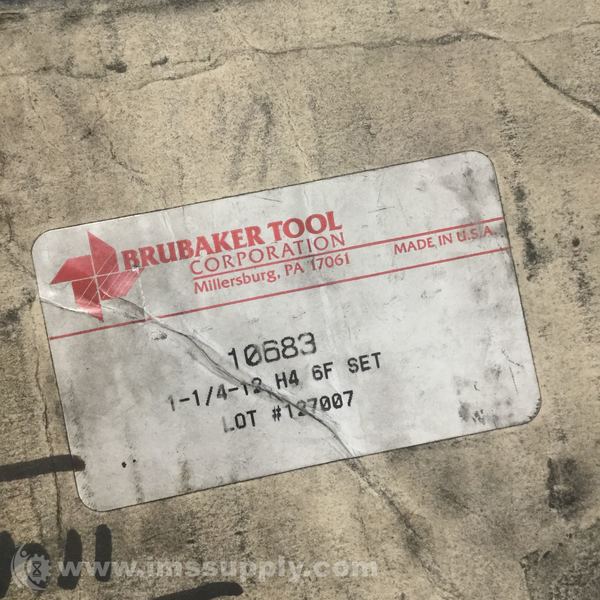 BRUBAKER TOOL
CORPORATION
Millersburg, PA 17061
MADE IN U.S.A.
10683
1-1/4-12 H4 6F SET
LOT #127007
www.imssupply.com